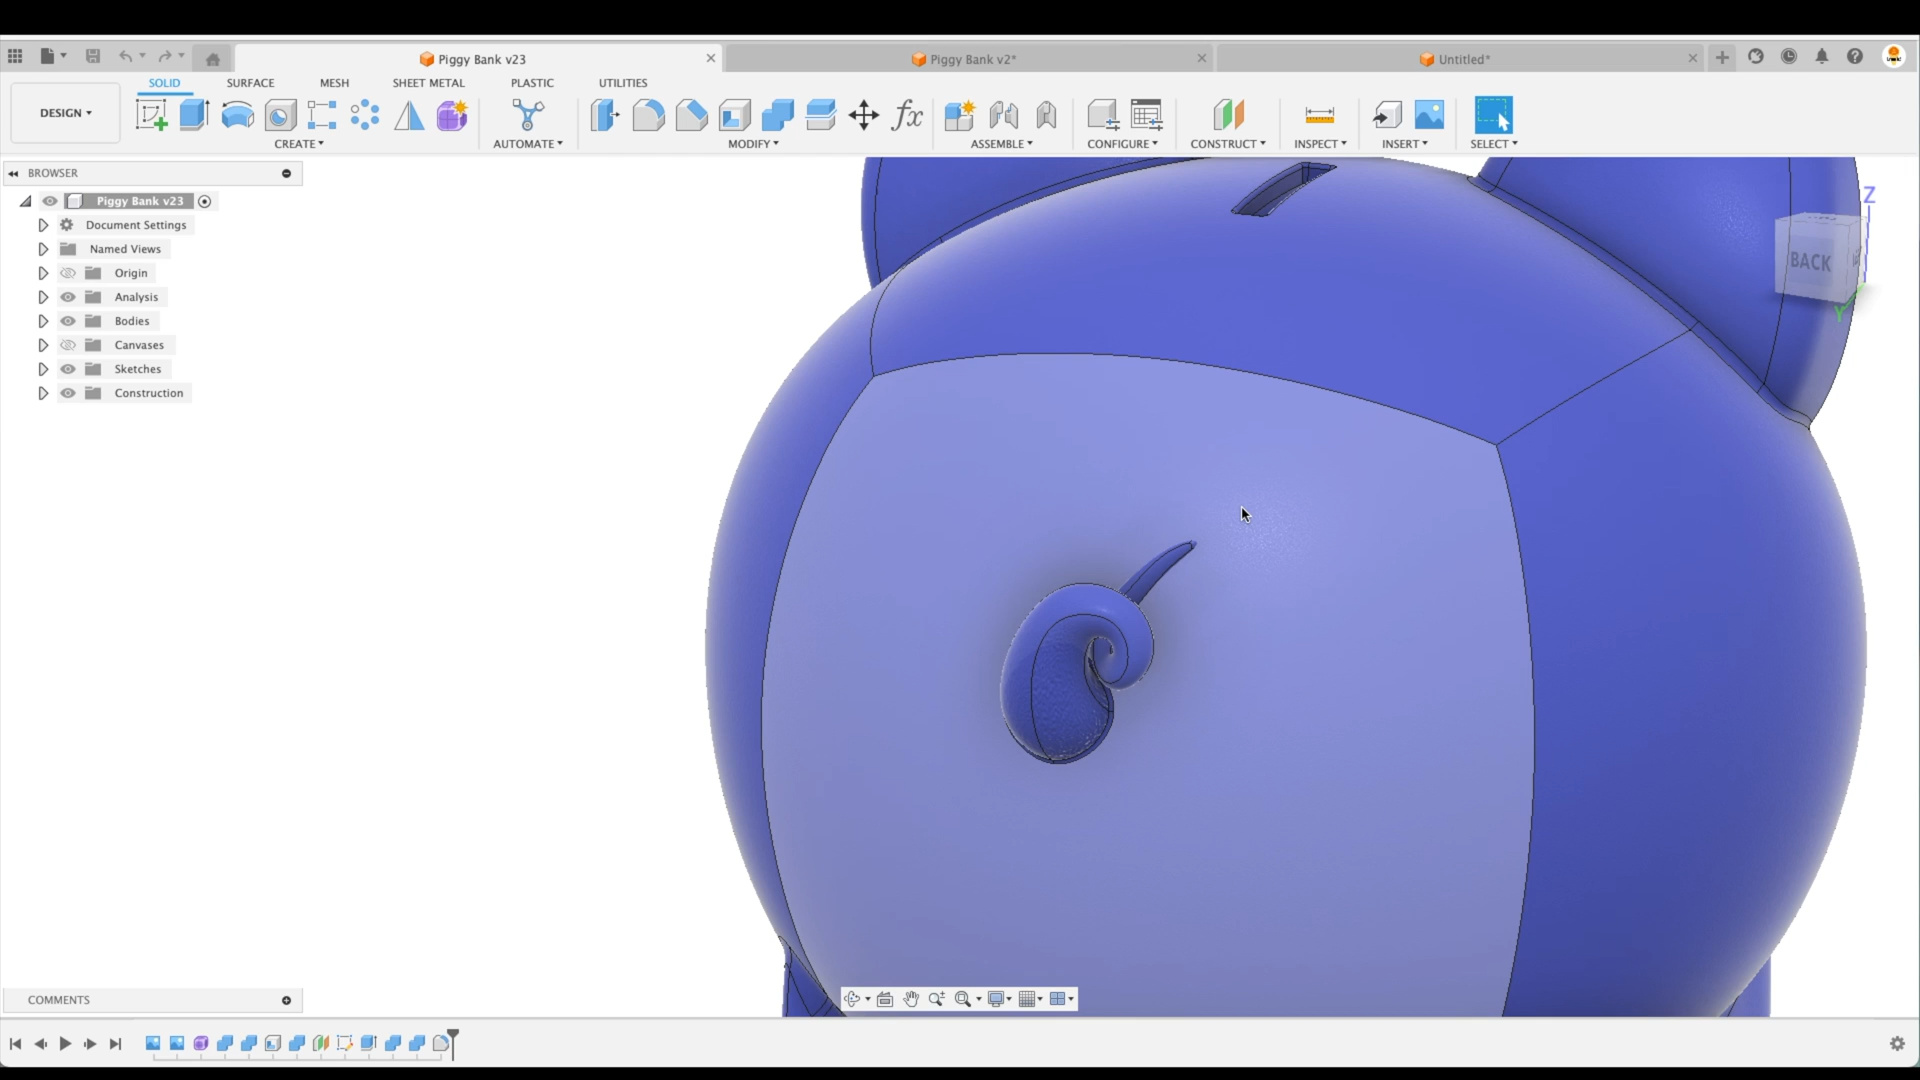 Piggy Bank v23
Piggy Bank v2*
Untitled*
SOLID
SURFACE
MESH
SHEET METAL
PLASTIC
UTILITIES
DESIGN
fx
CREATE
AUTOMATE
MODIFY
ASSEMBLE
CONFIGURE
CONSTRUCT
INSPECT
INSERT
SELECT
BROWSER
Piggy Bank v23
Document Settings
Named Views
Origin
Analysis
Bodies
Canvases
Sketches
Construction
Z
BACK
Y
COMMENTS